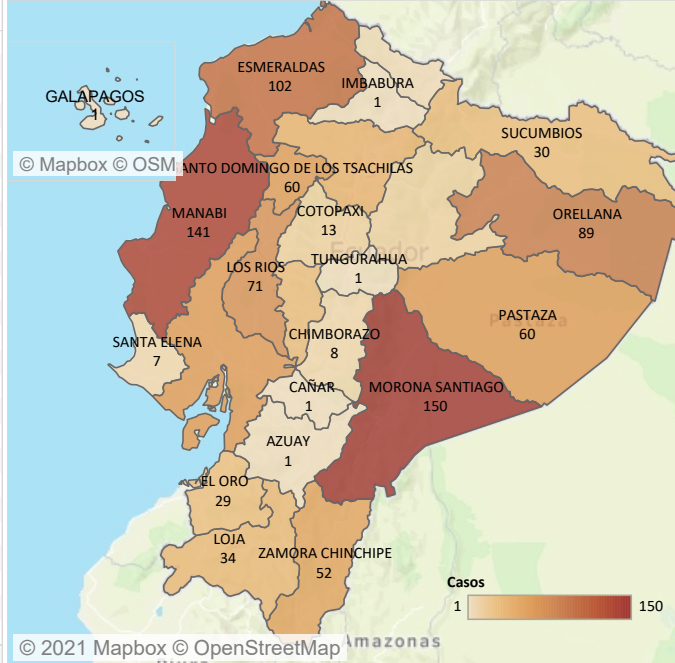 ESMERALDAS
102
IMBABURA
1
GALAPAGOS
1
© Mapbox © OSM
SUCUMBIOS
30
ANTO DOMINGO DE LOS TSACHILAS
60
MANABI
141
COTOPAXI
13
ORELLANA
89
Ecuador
TUNGURAHUA
1
LOS RIOS
71
PASTAZA
Pastaza
60
SANTA ELENA
7
CHIMBORAZO
8
CAÑAR
1
MORONA SANTIAGO
150
AZUAY
1
EL ORO
29
LOJA
34
ZAMORA CHINCHIPE
52
Casos
1
150
© 2021 Mapbox © OpenStreetMap
Amazonas